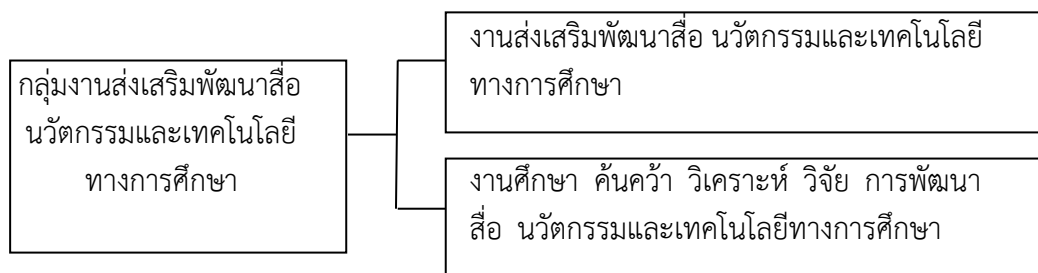 กลุ่มงานส่งเสริมพัฒนาสื่อ
นวัตกรรมและเทคโนโลยี
ทางการศึกษา
งานส่งเสริมพัฒนาสื่อ นวัตกรรมและเทคโนโลยี
ทางการศึกษา
งานศึกษา ค้นคว้า วิเคราะห์ วิจัย การพัฒนา
สื่อ นวัตกรรมและเทคโนโลยีทางการศึกษา